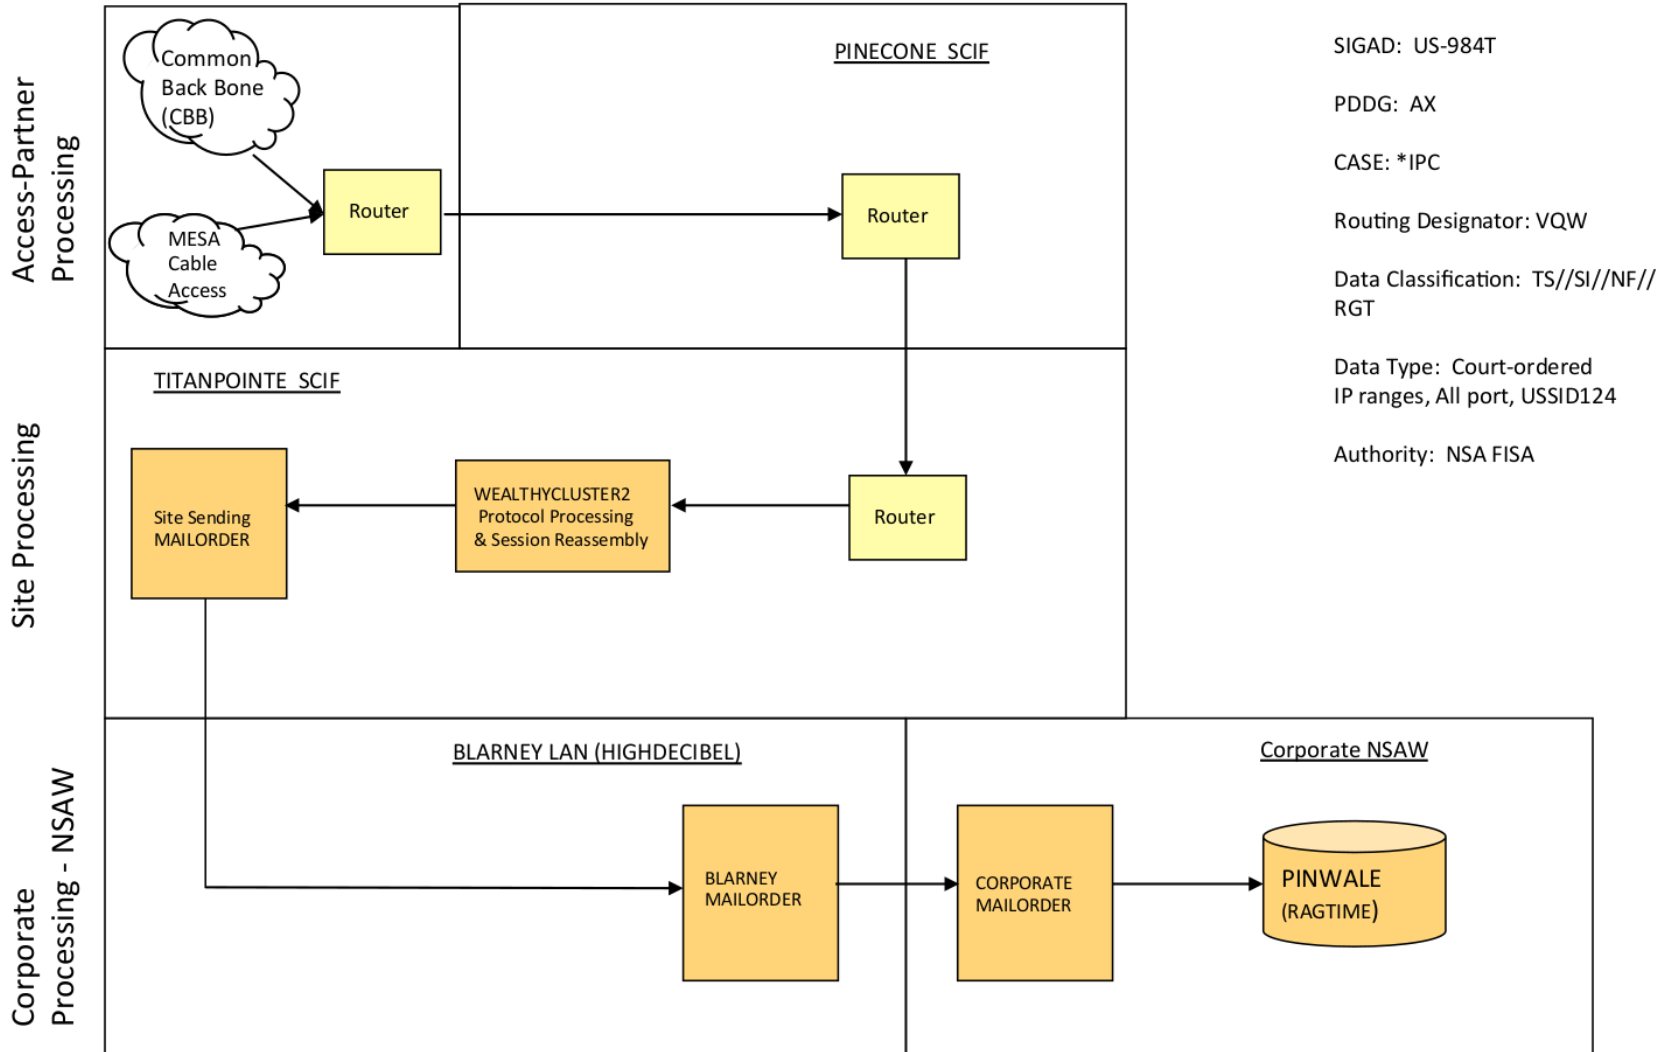 Access-Partner
Processing
Common
Back Bone
(CBB)
MESA
Cable
Access
Router
PINECONE SCIF
Router
SIGAD: US-984T
PDDG: AX
CASE: *IPC
Routing Designator: VQW
Data Classification: TS//SI//NF//
RGT
Data Type: Court-ordered
IP ranges, All port, USSID124
Authority: NSA FISA
Site Processing
TITANPOINTE SCIF
Site Sending
MAILORDER
WEALTHYCLUSTER2
Protocol Processing
& Session Reassembly
Router
Corporate
Processing - NSAW
BLARNEY LAN (HIGHDECIBEL)
BLARNEY
MAILORDER
Corporate NSAW
CORPORATE
MAILORDER
PINWALE
(RAGTIME)